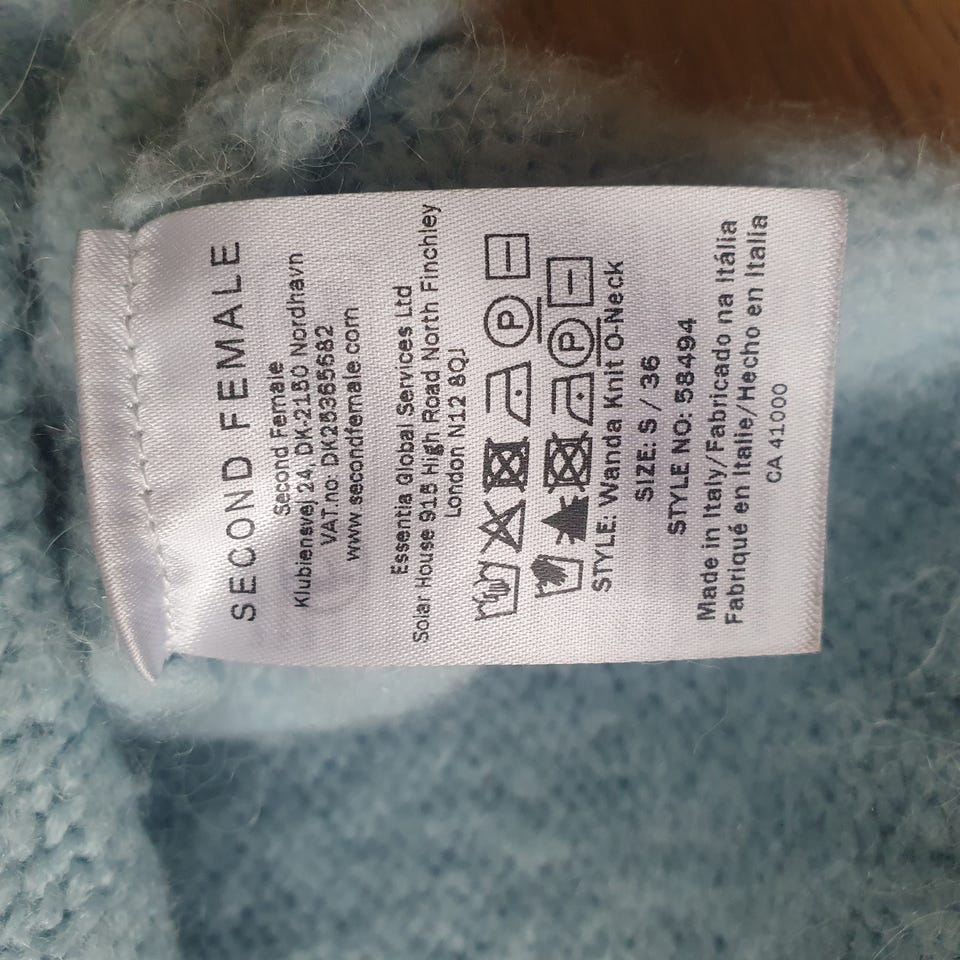 SECOND FEMALE
Second Female
Klubiensvej 24, DK-2150 Nordhavn
VAT.no: DK28365682
www.secondfemale.com
Essentia Global Services Ltd
Solar House 915 High Road North Finchley
London N12 8QJ
P
P
STYLE: Wanda Knit O-Neck
SIZE: S / 36
STYLE NO: 58494
Made in Italy/Fabricado na Itália
Fabriqué en Italie/Hecho en Italia
CA 41000